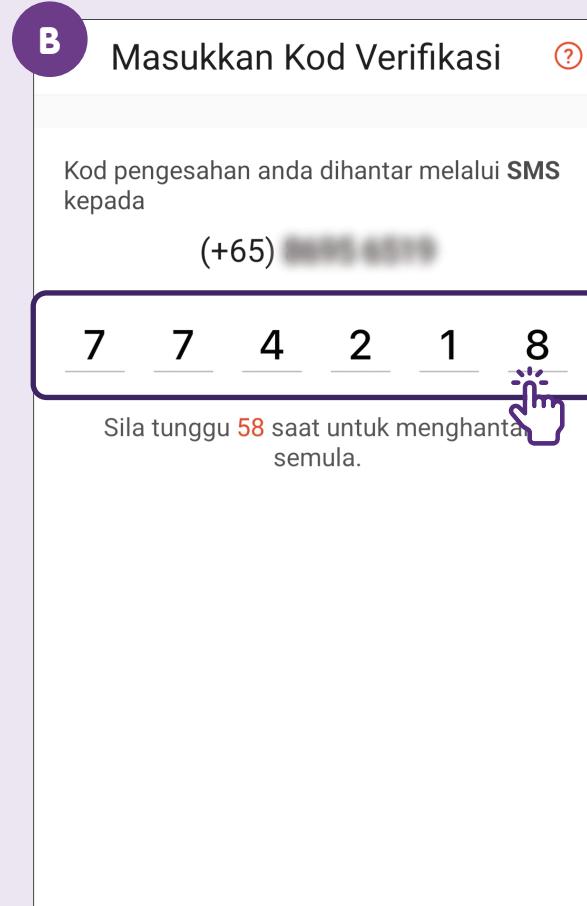 B
Masukkan Kod Verifikasi ?
Kod pengesahan anda dihantar melalui SMS
kepada
(+65)
7 7 4 2 1 8
Sila tunggu 58 saat untuk menghantar
semula.